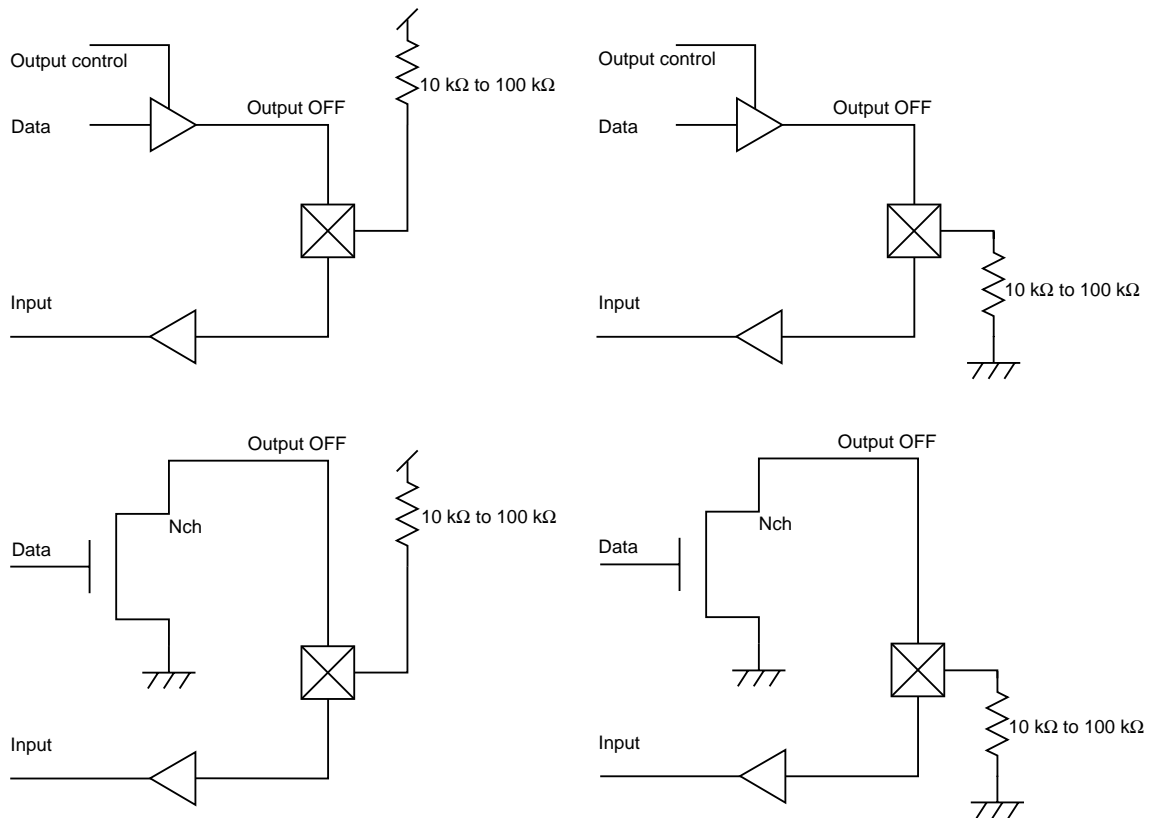 Output control
10 kΩ to 100 kΩ
Output OFF
Data
Input
Output control
Output OFF
Data
10 kΩ to 100 kΩ
Input
Output OFF
10 kΩ to 100 kΩ
Nch
Data
Input
Output OFF
Nch
Data
10 kΩ to 100 kΩ
Input